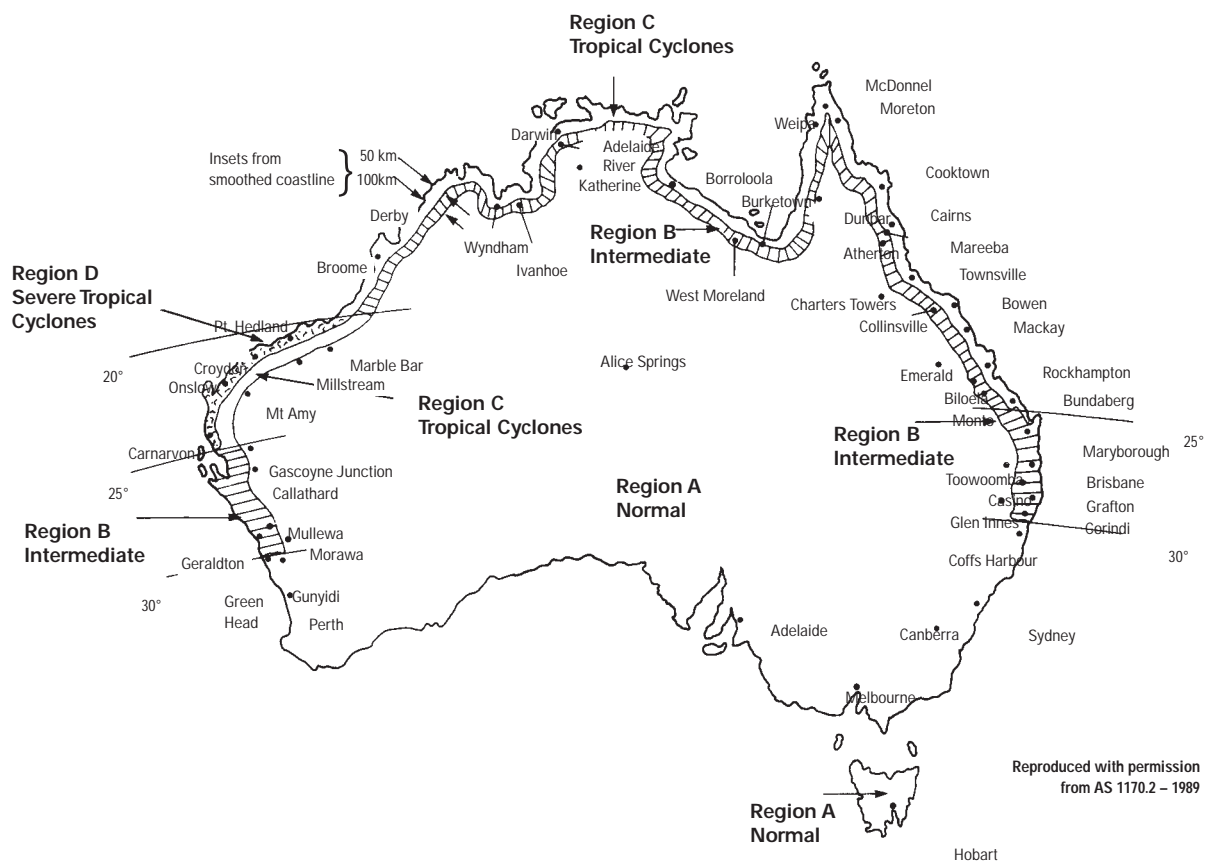 Region C
Tropical Cyclones
McDonnel
Moreton
Weipa
Darwin
Adelaide
River
Katherine
Insets from
smoothed coastline
50 km
100km
Borroloola
Burketown
Cooktown
Derby
Dunbar
Cairns
Region B
Intermediate
Wyndham
Atherton
Mareeba
Broome
Ivanhoe
Region D
Severe Tropical
Cyclones
West Moreland
Townsville
Charters Towers
Bowen
Collinsville
Mackay
Pt. Hedland
Alice Springs
20°
Croydon
Marble Bar
Onslow
Millstream
Emerald
Rockhampton
Biloela
Bundaberg
Mt Amy
Region C
Tropical Cyclones
Monto
Region B
Intermediate
25°
Carnarvon
Maryborough
Gascoyne Junction
Callathard
25°
Toowoomba
Brisbane
Region A
Normal
Casino
Grafton
Region B
Intermediate
Mullewa
Glen Innes
Corindi
Morawa
Geraldton
Coffs Harbour
30°
30°
Green
Head
Gunyidi
Perth
Adelaide
Canberra
Sydney
Melbourne
Reproduced with permission
from AS 1170.2 – 1989
Region A
Normal
Hobart